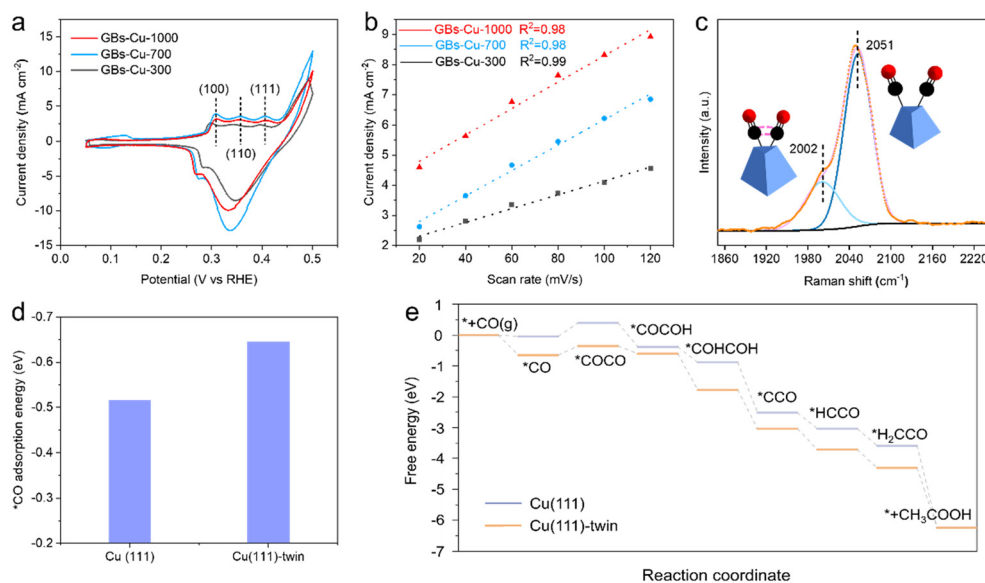 a
GBs-Cu-1000
GBs-Cu-700
GBs-Cu-300
(100)
(111)
(110)
Current density (mA cm⁻²)
15
10
5
0
-5
-10
-15
0.0 0.1 0.2 0.3 0.4 0.5
Potential (V vs RHE)
b
GBs-Cu-1000 R²=0.98
GBs-Cu-700 R²=0.98
GBs-Cu-300 R²=0.99
Current density (mA cm⁻²)
9
8
7
6
5
4
3
2
20 40 60 80 100 120
Scan rate (mV/s)
c
2051
2002
Intensity (a.u.)
1860 1920 1980 2040 2100 2160 2220
Raman shift (cm⁻¹)
d
*CO adsorption energy (eV)
-0.7
-0.6
-0.5
-0.4
-0.3
-0.2
Cu (111) Cu(111)-twin
e
Free energy (eV)
1
0
-1
-2
-3
-4
-5
-6
-7
*+CO(g)
*CO
*COCO
*COCOH
*COHCOH
*CCO
*HCCO
*H₂CCO
*+CH₃COOH
Cu(111)
Cu(111)-twin
Reaction coordinate